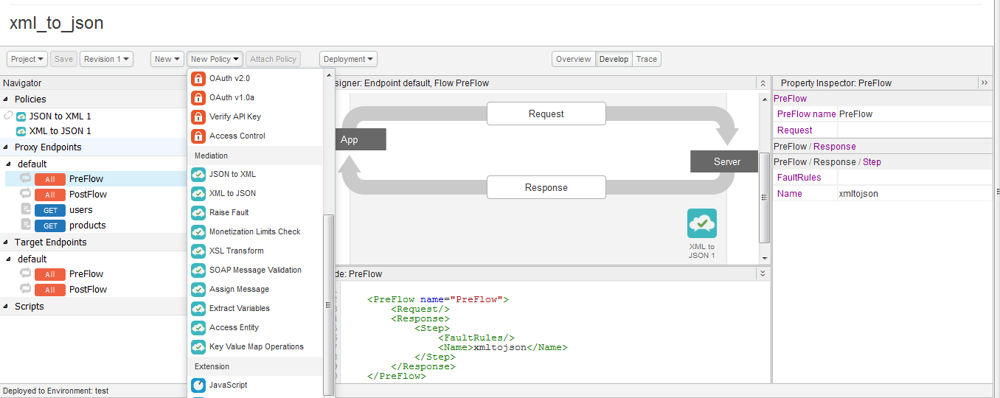 xml_to_json
Project Save Revision 1 New New Policy Attach Policy Deployment Overview Develop Trace
Navigator
Policies
JSON to XML 1
XML to JSON 1
Proxy Endpoints
default
All PreFlow
All PostFlow
GET users
GET products
Target Endpoints
default
All PreFlow
All PostFlow
Scripts
Deployed to Environment: test
OAuth v2.0
OAuth v1.0a
Verify API Key
Access Control
Mediation
JSON to XML
XML to JSON
Raise Fault
Monetization Limits Check
XSL Transform
SOAP Message Validation
Assign Message
Extract Variables
Access Entity
Key Value Map Operations
Extension
JavaScript
signer: Endpoint default, Flow PreFlow
Request
App
Server
Response
XML to
JSON 1
de: PreFlow
<PreFlow name="PreFlow">
<Request/>
<Response>
<Step>
<FaultRules/>
<Name>xmltojson</Name>
</Step>
</Response>
</PreFlow>
Property Inspector: PreFlow
PreFlow
PreFlow name PreFlow
Request
PreFlow / Response
PreFlow / Response / Step
FaultRules
Name xmltojson